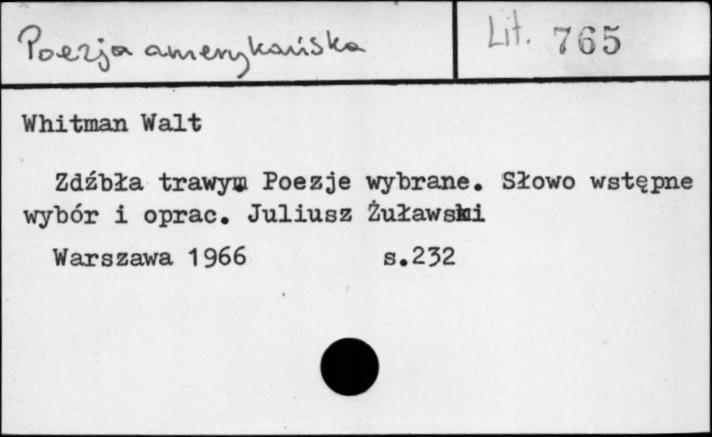 Poezja amerykańska
Lit. 765
Whitman Walt
Zdźbła trawy. Poezje wybrane. Słowo wstępne
wybór i oprac. Juliusz Żuławski
Warszawa 1966 s.232